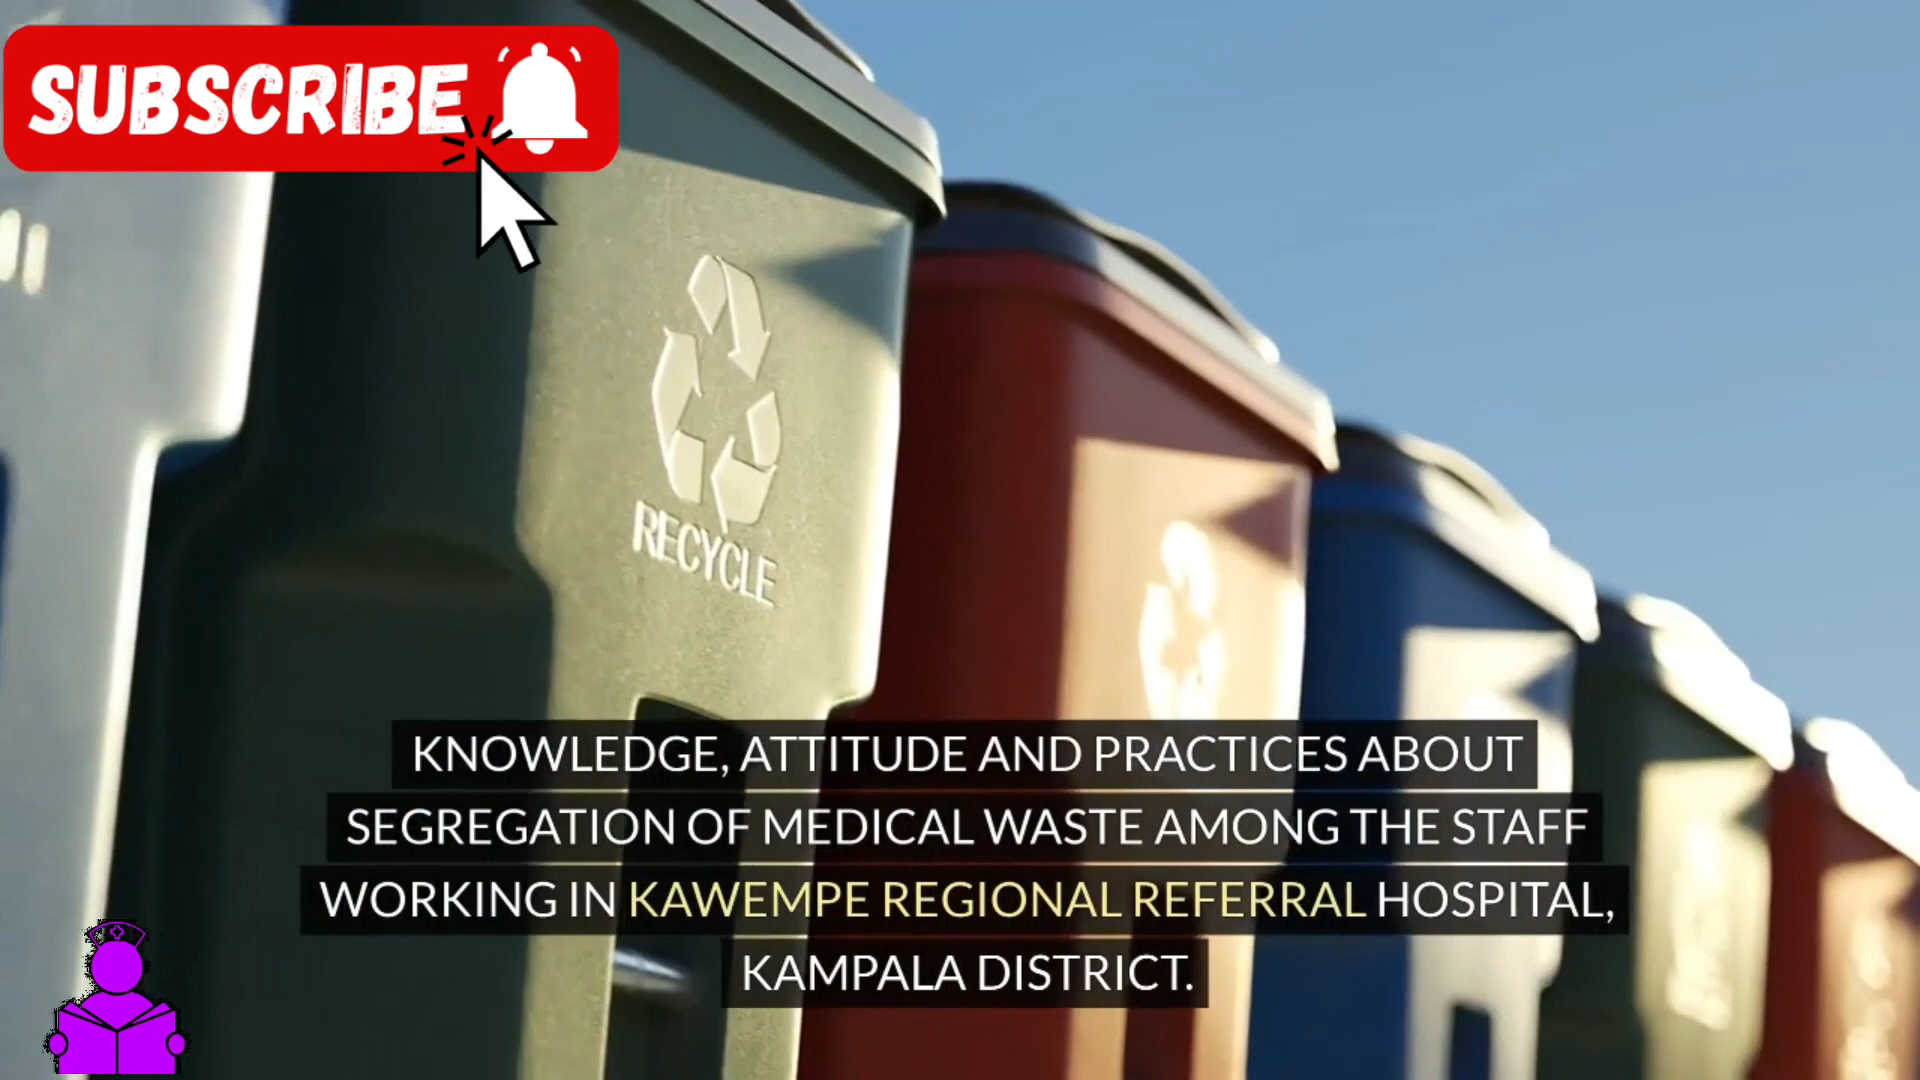 SUBSCRIBE
RECYCLE
KNOWLEDGE, ATTITUDE AND PRACTICES ABOUT
SEGREGATION OF MEDICAL WASTE AMONG THE STAFF
WORKING IN KAWEMPE REGIONAL REFERRAL HOSPITAL,
KAMPALA DISTRICT.